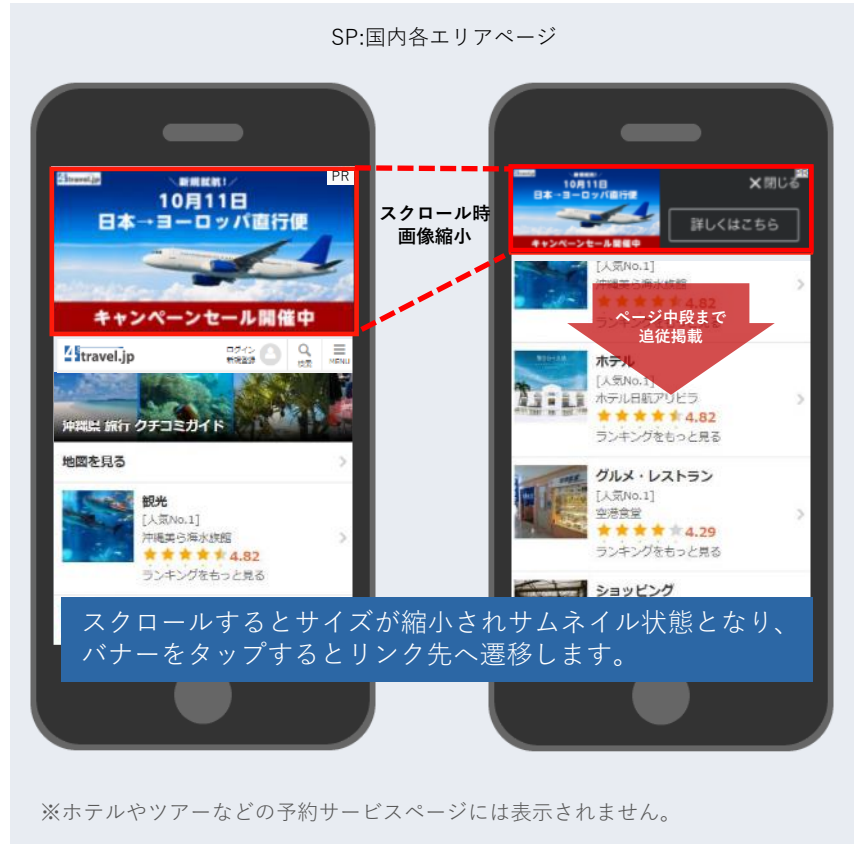 SP:国内各エリアページ
4travel.jp
PR
＼新規就航!／
10月11日
日本→ヨーロッパ直行便
キャンペーンセール開催中
4travel.jp
ログイン
新規登録
検索
MENU
沖縄県 旅行 クチコミガイド
地図を見る
観光
[人気No.1]
沖縄美ら海水族館
4.82
ランキングをもっと見る
スクロール時
画像縮小
4travel.jp
10月11日
日本→ヨーロッパ直行便
キャンペーンセール開催中
PR
×閉じる
詳しくはこちら
[人気No.1]
沖縄美ら海水族館
4.82
ページ中段まで
追従掲載
ホテル
[人気No.1]
ホテル日航アリビラ
4.82
ランキングをもっと見る
グルメ・レストラン
[人気No.1]
空港食堂
4.29
ランキングをもっと見る
ショッピング
スクロールするとサイズが縮小されサムネイル状態となり、
バナーをタップするとリンク先へ遷移します。
※ホテルやツアーなどの予約サービスページには表示されません。